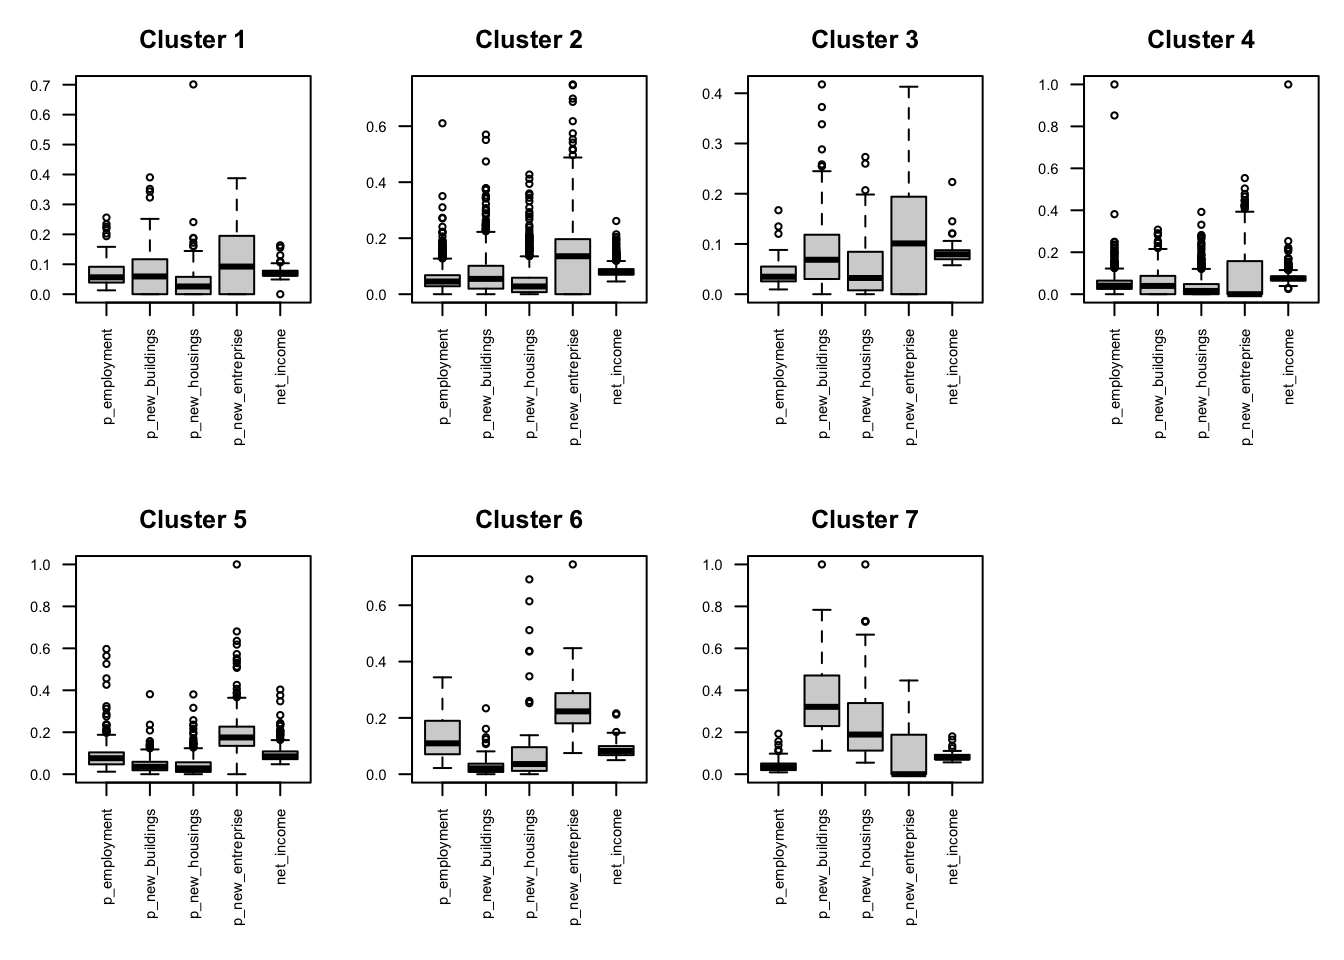 Cluster 1
0.7
0.6
0.5
0.4
0.3
0.2
0.1
0.0
p_employment
p_new_buildings
p_new_housings
p_new_entreprise
net_income
Cluster 2
0.6
0.4
0.2
0.0
p_employment
p_new_buildings
p_new_housings
p_new_entreprise
net_income
Cluster 3
0.4
0.3
0.2
0.1
0.0
p_employment
p_new_buildings
p_new_housings
p_new_entreprise
net_income
Cluster 4
1.0
0.8
0.6
0.4
0.2
0.0
p_employment
p_new_buildings
p_new_housings
p_new_entreprise
net_income
Cluster 5
1.0
0.8
0.6
0.4
0.2
0.0
p_employment
p_new_buildings
p_new_housings
p_new_entreprise
net_income
Cluster 6
0.6
0.4
0.2
0.0
p_employment
p_new_buildings
p_new_housings
p_new_entreprise
net_income
Cluster 7
1.0
0.8
0.6
0.4
0.2
0.0
p_employment
p_new_buildings
p_new_housings
p_new_entreprise
net_income